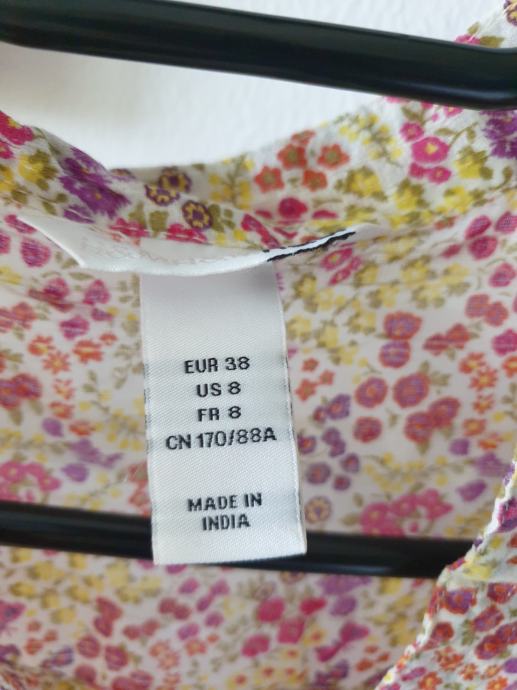 EUR 38
US 8
FR 8
CN 170/88A
MADE IN
INDIA